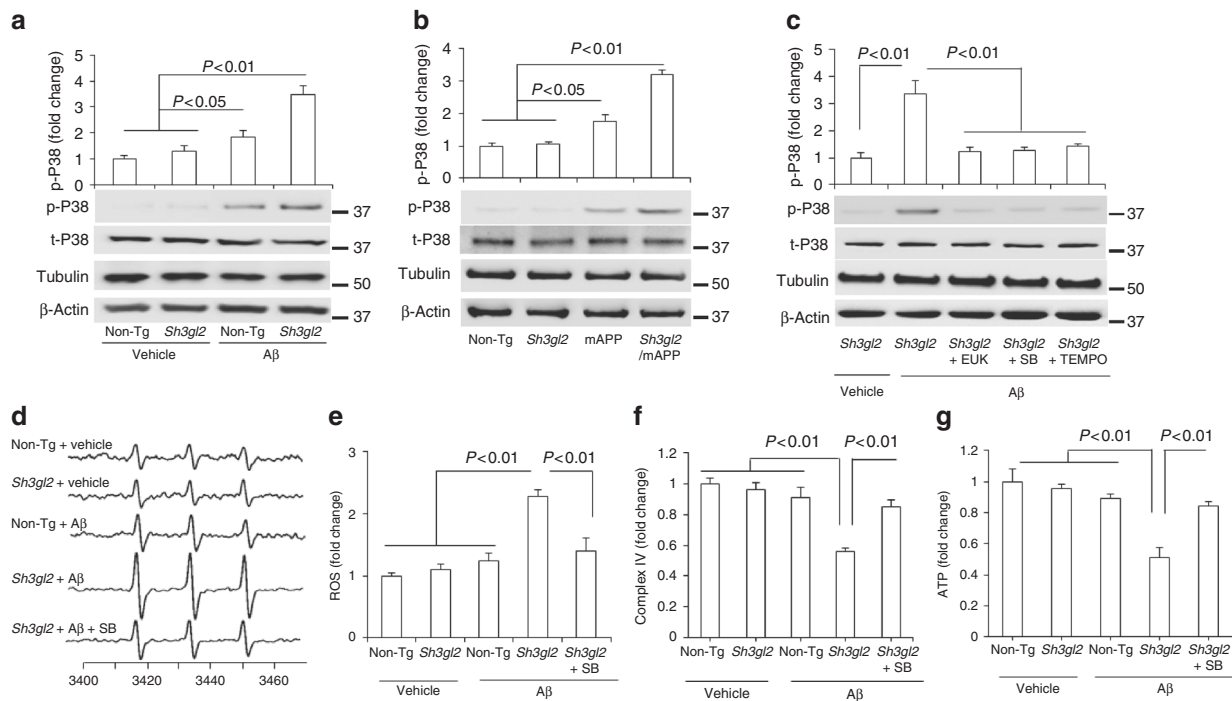 a
p-P38 (fold change)
5
4
3
2
1
0
P<0.01
P<0.05
p-P38
37
t-P38
37
Tubulin
50
β-Actin
37
Non-Tg Sh3gl2 Non-Tg Sh3gl2
Vehicle Aβ
b
p-P38 (fold change)
4
3
2
1
0
P<0.01
P<0.05
p-P38
37
t-P38
37
Tubulin
50
β-Actin
37
Non-Tg Sh3gl2 mAPP Sh3gl2
/mAPP
c
p-P38 (fold change)
5
4
3
2
1
0
P<0.01 P<0.01
p-P38
37
t-P38
37
Tubulin
50
β-Actin
37
Sh3gl2 Sh3gl2 Sh3gl2 Sh3gl2 Sh3gl2
+ EUK + SB + TEMPO
Vehicle Aβ
d
Non-Tg + vehicle
Sh3gl2 + vehicle
Non-Tg + Aβ
Sh3gl2 + Aβ
Sh3gl2 + Aβ + SB
3400 3420 3440 3460
e
ROS (fold change)
3
2
1
0
P<0.01 P<0.01
Non-Tg Sh3gl2 Non-Tg Sh3gl2 Sh3gl2
+ SB
Vehicle Aβ
f
Complex IV (fold change)
1.2
1
0.8
0.6
0.4
0.2
0
P<0.01 P<0.01
Non-Tg Sh3gl2 Non-Tg Sh3gl2 Sh3gl2
+ SB
Vehicle Aβ
g
ATP (fold change)
1.2
1
0.8
0.6
0.4
0.2
0
P<0.01 P<0.01
Non-Tg Sh3gl2 Non-Tg Sh3gl2 Sh3gl2
+ SB
Vehicle Aβ